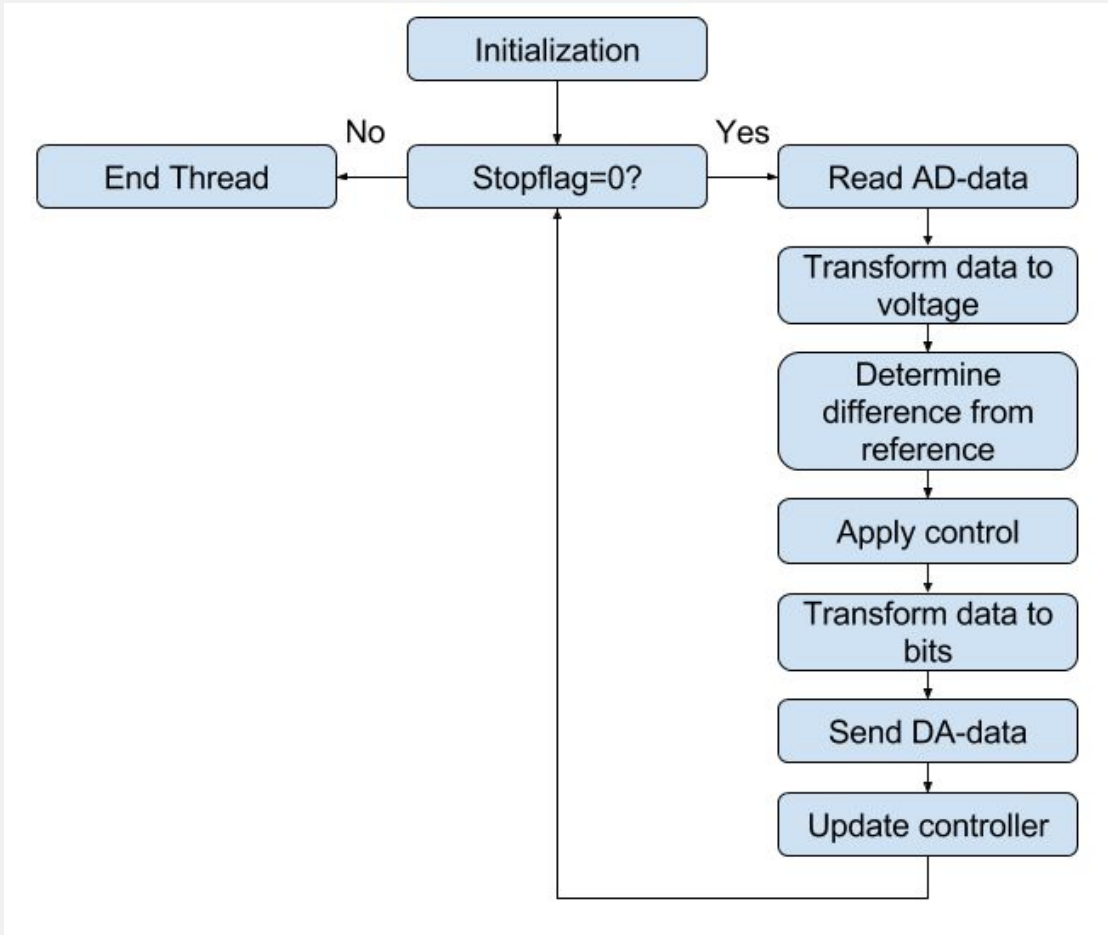 Initialization
No
Yes
End Thread
Stopflag=0?
Read AD-data
Transform data to
voltage
Determine
difference from
reference
Apply control
Transform data to
bits
Send DA-data
Update controller